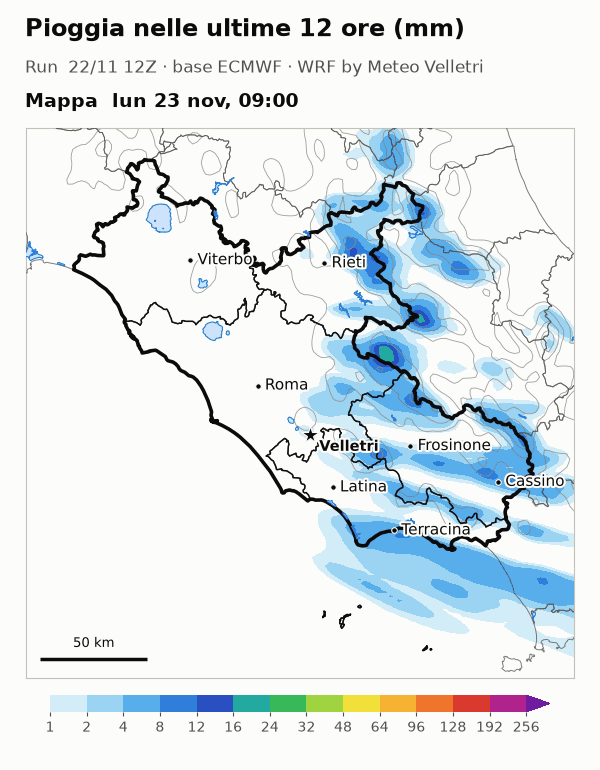 Pioggia nelle ultime 12 ore (mm)
Run  22/11 12Z · base ECMWF · WRF by Meteo Velletri
Mappa  lun 23 nov, 09:00
Viterbo
Rieti
Roma
Velletri
Frosinone
Cassino
Latina
Terracina
50 km
1 2 4 8 12 16 24 32 48 64 96 128 192 256